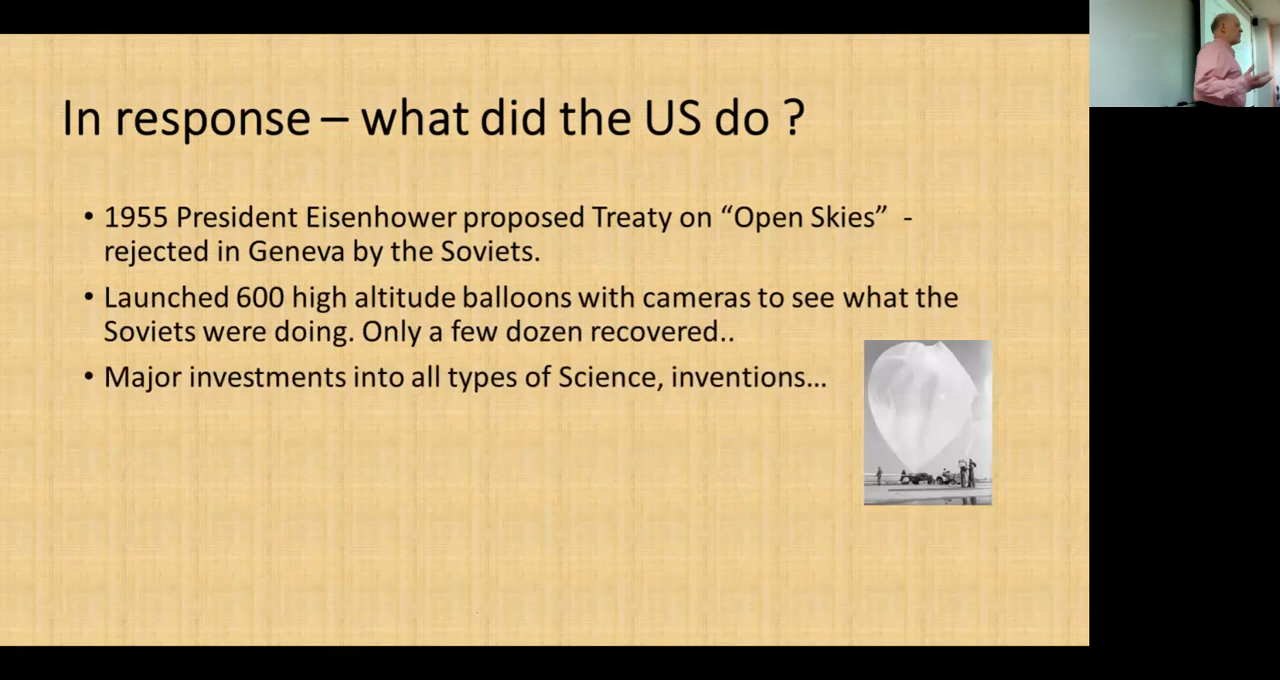 In response – what did the US do ?
• 1955 President Eisenhower proposed Treaty on “Open Skies”  -
rejected in Geneva by the Soviets.
• Launched 600 high altitude balloons with cameras to see what the
Soviets were doing. Only a few dozen recovered..
• Major investments into all types of Science, inventions...